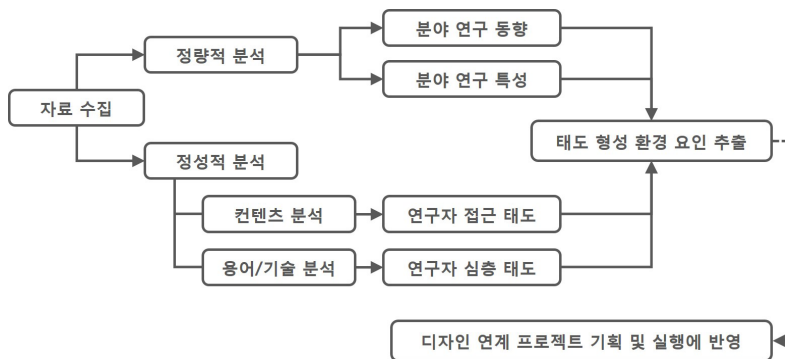 자료 수집
정량적 분석
분야 연구 동향
분야 연구 특성
정성적 분석
컨텐츠 분석
연구자 접근 태도
용어/기술 분석
연구자 심층 태도
태도 형성 환경 요인 추출
디자인 연계 프로젝트 기획 및 실행에 반영